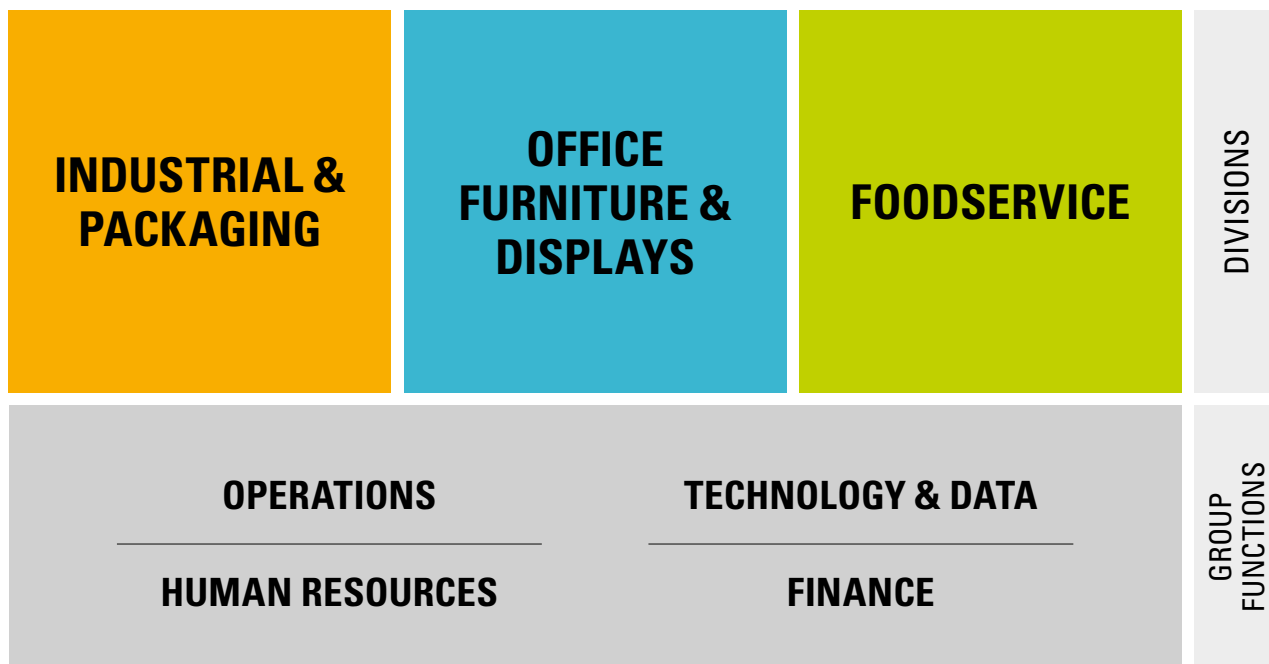 INDUSTRIAL &
PACKAGING
OFFICE
FURNITURE &
DISPLAYS
FOODSERVICE
DIVISIONS
OPERATIONS
TECHNOLOGY & DATA
HUMAN RESOURCES
FINANCE
GROUP
FUNCTIONS